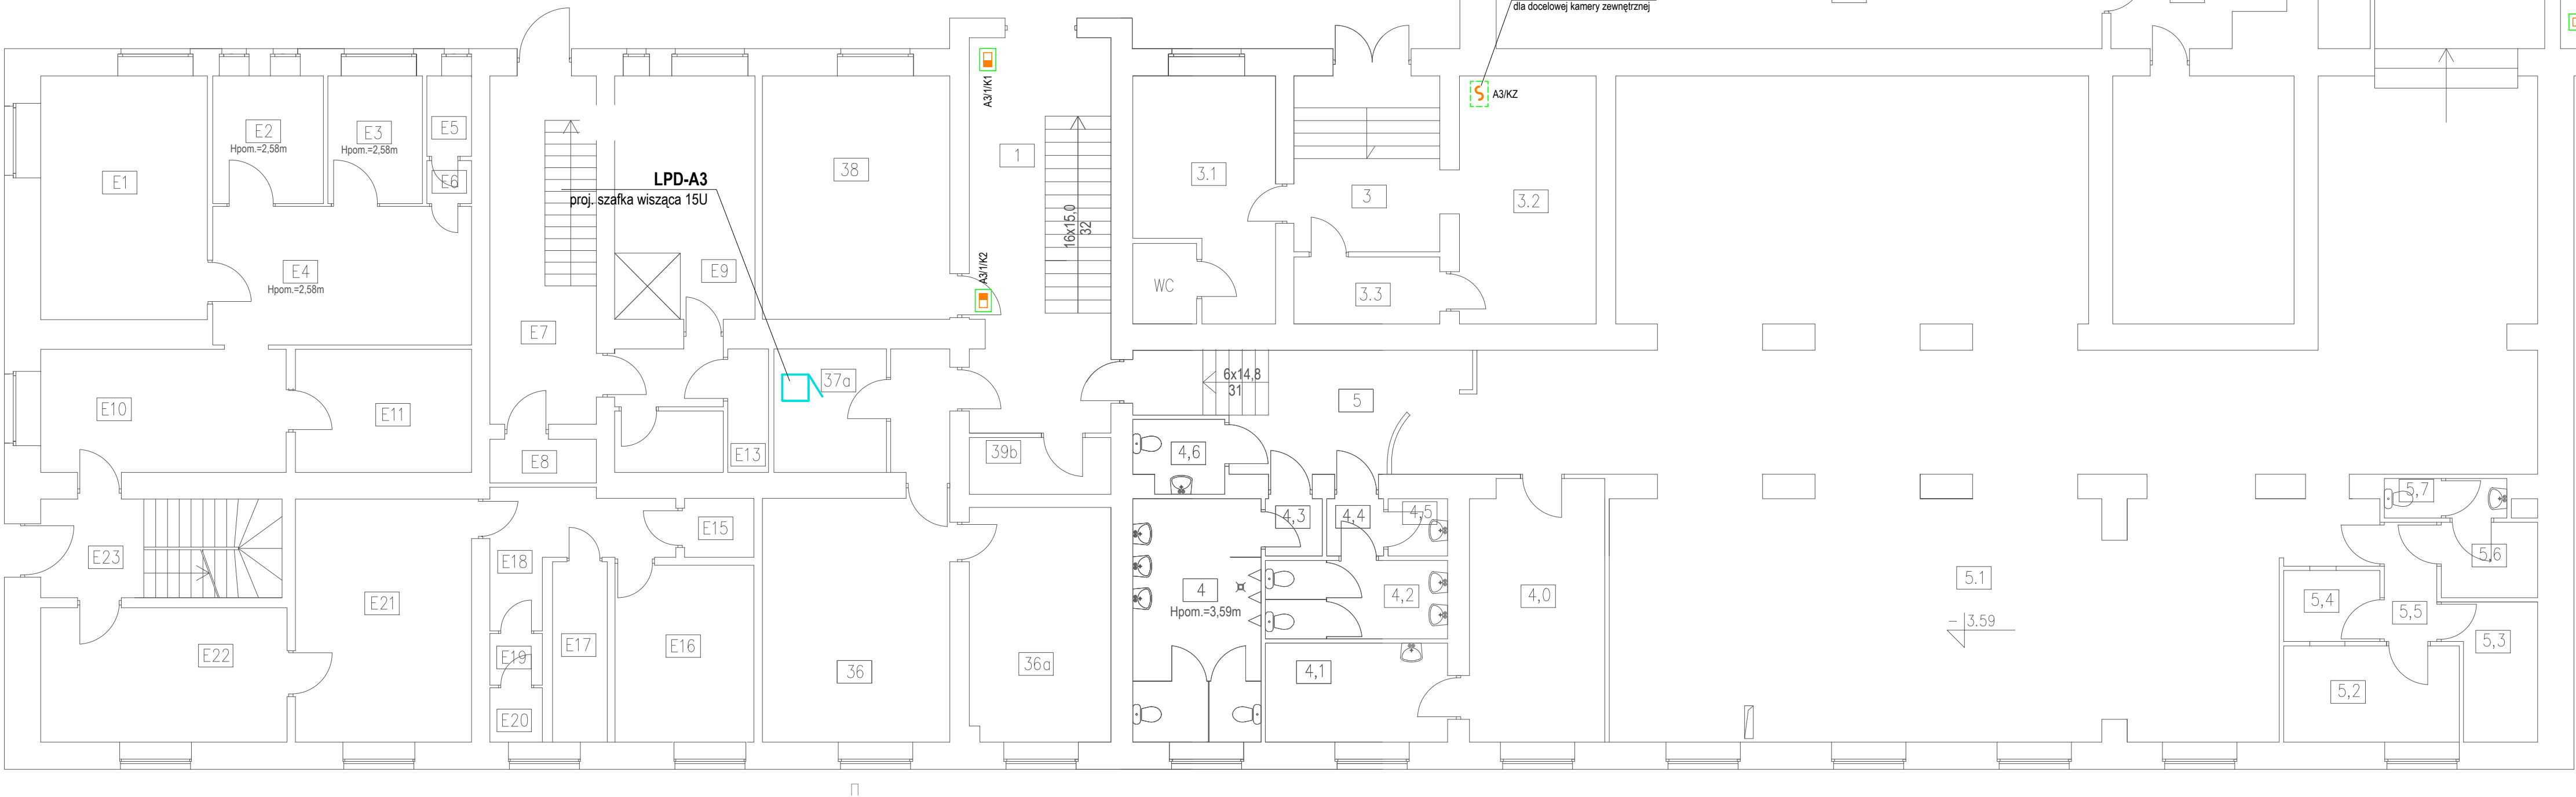 dla docelowej kamery zewnętrznej
A3/1/K1
A3/KZ
E2
Hpom.=2,58m
E3
Hpom.=2,58m
E5
E6
E1
LPD-A3
proj. szafka wisząca 15U
38
1
3.1
3
3.2
16x15,0
32
E4
Hpom.=2,58m
E9
A3/1/K2
WC
3.3
E7
37a
6x14,8
31
5
E10
E11
E8
E13
39b
4,6
E23
E18
E15
4,3
4,4
4,5
5,7
5,6
E21
4
Hpom.=3,59m
4,2
4,0
5.1
- 3.59
5,4
5,5
E22
E19
E17
E16
36
36a
4,1
5,3
5,2
E20